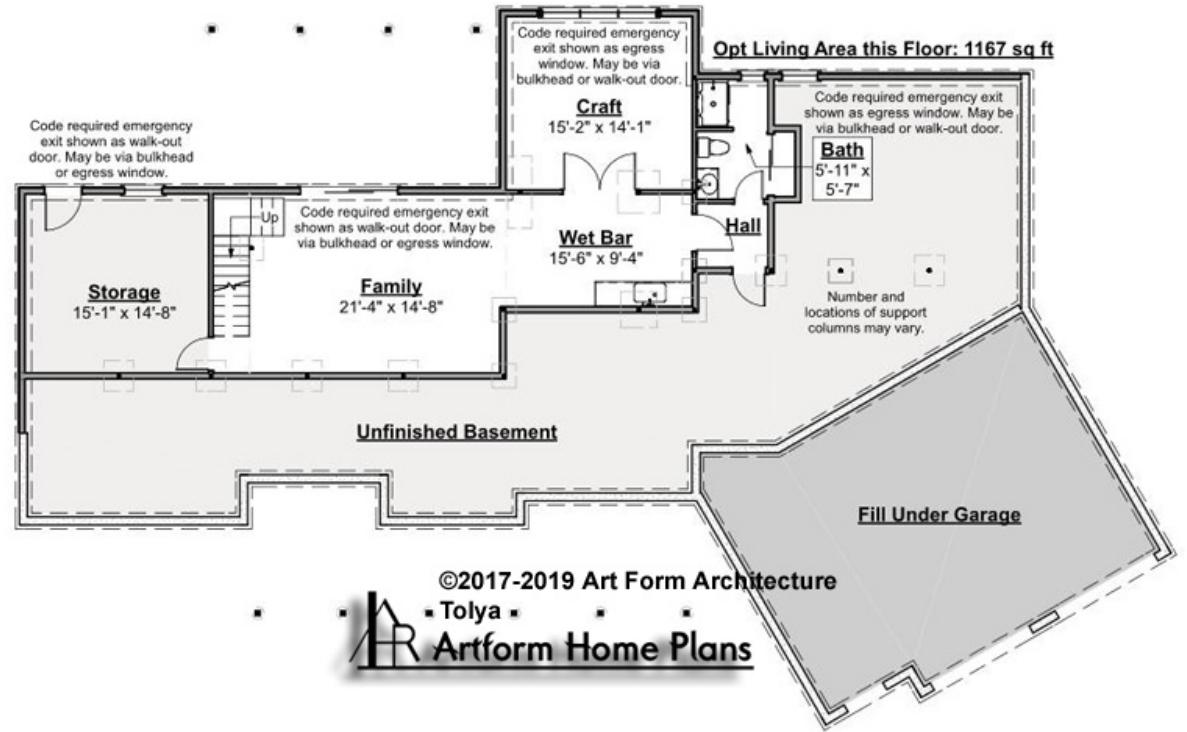 Code required emergency
exit shown as egress
window. May be via
bulkhead or walk-out door.
Craft
15'-2" x 14'-1"
Opt Living Area this Floor: 1167 sq ft
Code required emergency exit
shown as egress window. May be
via bulkhead or walk-out door.
Bath
5'-11" x
5'-7"
Code required emergency
exit shown as walk-out
door. May be via bulkhead
or egress window.
Up
Code required emergency exit
shown as walk-out door. May be
via bulkhead or egress window.
Hall
Wet Bar
15'-6" x 9'-4"
Storage
15'-1" x 14'-8"
Family
21'-4" x 14'-8"
Number and
locations of support
columns may vary.
Unfinished Basement
Fill Under Garage
©2017-2019 Art Form Architecture
Tolya
AFR
Artform Home Plans